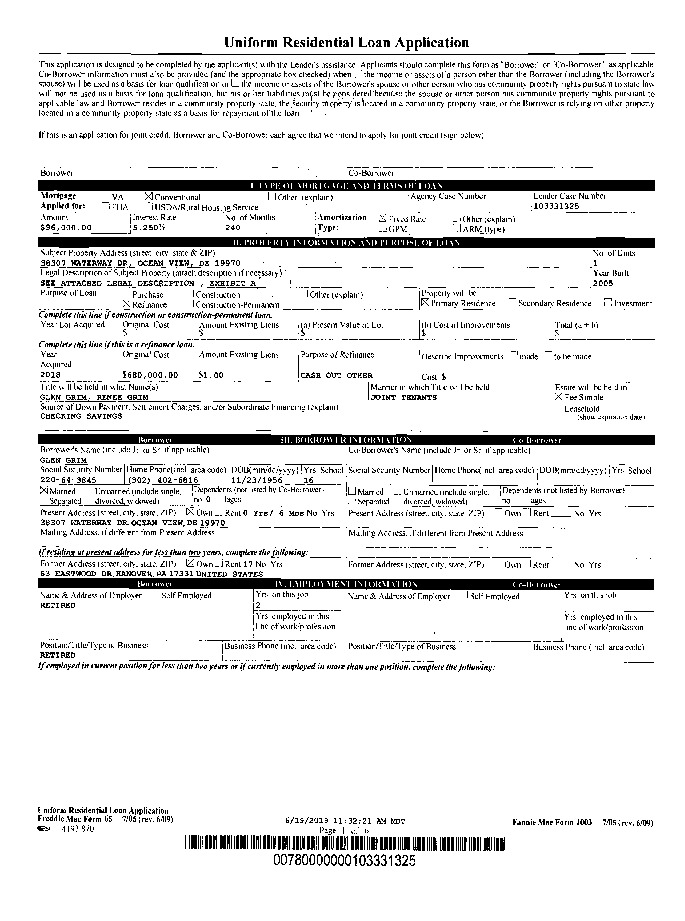 Uniform Residential Loan Application
This application is designed to be completed by the applicant(s) with the Lender's assistance. Applicants should complete this form as "Borrower" or "Co-Borrower", as applicable.
Co-Borrower information must also be provided (and the appropriate box checked) when the income or assets of a person other than the Borrower (including the Borrower's
spouse) will be used as a basis for loan qualification or the income or assets of the Borrower's spouse or other person who has community property rights pursuant to state law
will not be used as a basis for loan qualification, but his or her liabilities must be considered because the spouse or other person has community property rights pursuant to
applicable law and Borrower resides in a community property state, the security property is located in a community property state, or the Borrower is relying on other property
located in a community property state as a basis for repayment of the loan
If this is an application for joint credit, Borrower and Co-Borrower each agree that we intend to apply for joint credit (sign below)
Borrower Co-Borrower
I. TYPE OF MORTGAGE AND TERMS OF LOAN
Mortgage VA Conventional Other (explain) Agency Case Number Lender Case Number
Applied for: FHA USDA/Rural Housing Service 103331325
Amount Interest Rate No. of Months Amortization Fixed Rate Other (explain)
$96,000.00 5.250% 240 Type: GPM ARM (type)
II. PROPERTY INFORMATION AND PURPOSE OF LOAN
Subject Property Address (street, city, state & ZIP) No. of Units
38307 WATERWAY DR, OCEAN VIEW, DE 19970 1
Legal Description of Subject Property (attach description if necessary) Year Built
SEE ATTACHED LEGAL DESCRIPTION , EXHIBIT A 2005
Purpose of Loan Purchase Construction Other (explain) Property will be
Refinance Construction-Permanent Primary Residence Secondary Residence Investment
Complete this line if construction or construction-permanent loan.
Year Lot Acquired Original Cost Amount Existing Liens (a) Present Value of Lot (b) Cost of Improvements Total (a + b)
$ $ $ $ $
Complete this line if this is a refinance loan.
Year Original Cost Amount Existing Liens Purpose of Refinance Describe Improvements made to be made
Acquired
2018 $680,000.00 $1.00 CASH OUT OTHER Cost $
Title will be held in what Name(s) Manner in which Title will be held Estate will be held in
GLEN GRIM, RENEE GRIM JOINT TENANTS Fee Simple
Source of Down Payment, Settlement Charges, and/or Subordinate Financing (explain) Leasehold
CHECKING SAVINGS (show expiration date)
Borrower III. BORROWER INFORMATION Co-Borrower
Borrower's Name (include Jr. or Sr. if applicable) Co-Borrower's Name (include Jr. or Sr. if applicable)
GLEN GRIM
Social Security Number Home Phone (incl. area code) DOB (mm/dd/yyyy) Yrs. School Social Security Number Home Phone (incl. area code) DOB (mm/dd/yyyy) Yrs. School
220-64-3845 (302) 402-6816 11/23/1956 16
Married Unmarried (include single, Dependents (not listed by Co-Borrower) Married Unmarried (include single, Dependents (not listed by Borrower)
Separated divorced, widowed) no. 0 ages Separated divorced, widowed) no. ages
Present Address (street, city, state, ZIP) Own Rent 0 Yrs/ 6 Mos No. Yrs. Present Address (street, city, state, ZIP) Own Rent No. Yrs.
38307 WATERWAY DR OCEAN VIEW, DE 19970
Mailing Address, if different from Present Address Mailing Address, if different from Present Address
If residing at present address for less than two years, complete the following:
Former Address (street, city, state, ZIP) Own Rent 17 No. Yrs. Former Address (street, city, state, ZIP) Own Rent No. Yrs.
63 EASTWOOD DR, HANOVER, PA 17331 UNITED STATES
Borrower IV. EMPLOYMENT INFORMATION Co-Borrower
Name & Address of Employer Self Employed Yrs. on this job Name & Address of Employer Self Employed Yrs. on this job
RETIRED 2
Yrs. employed in this Yrs. employed in this
line of work/profession line of work/profession
Position/Title/Type of Business Business Phone (incl. area code) Position/Title/Type of Business Business Phone (incl. area code)
RETIRED
If employed in current position for less than two years or if currently employed in more than one position, complete the following:
Uniform Residential Loan Application
Freddie Mac Form 65 7/05 (rev. 6/09) 6/19/2019 11:32:21 AM MDT Fannie Mae Form 1003 7/05 (rev. 6/09)
Page 1 of
00780000000103331325